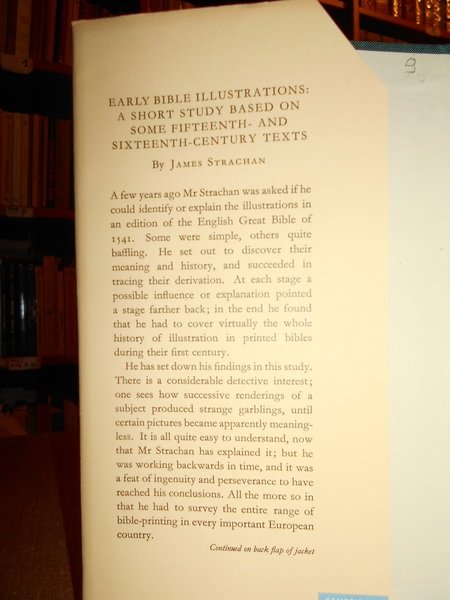 EARLY BIBLE ILLUSTRATIONS:
A SHORT STUDY BASED ON
SOME FIFTEENTH- AND
SIXTEENTH-CENTURY TEXTS
By JAMES STRACHAN
A few years ago Mr Strachan was asked if he
could identify or explain the illustrations in
an edition of the English Great Bible of
1541. Some were simple, others quite
baffling. He set out to discover their
meaning and history, and succeeded in
tracing their derivation. At each stage a
possible influence or explanation pointed
a stage farther back; in the end he found
that he had to cover virtually the whole
history of illustration in printed bibles
during their first century.
He has set down his findings in this study.
There is a considerable detective interest;
one sees how successive renderings of a
subject produced strange garblings, until
certain pictures became apparently meaning-
less. It is all quite easy to understand, now
that Mr Strachan has explained it; but he
was working backwards in time, and it was
a feat of ingenuity and perseverance to have
reached his conclusions. All the more so in
that he had to survey the entire range of
bible-printing in every important European
country.
Continued on back flap of jacket